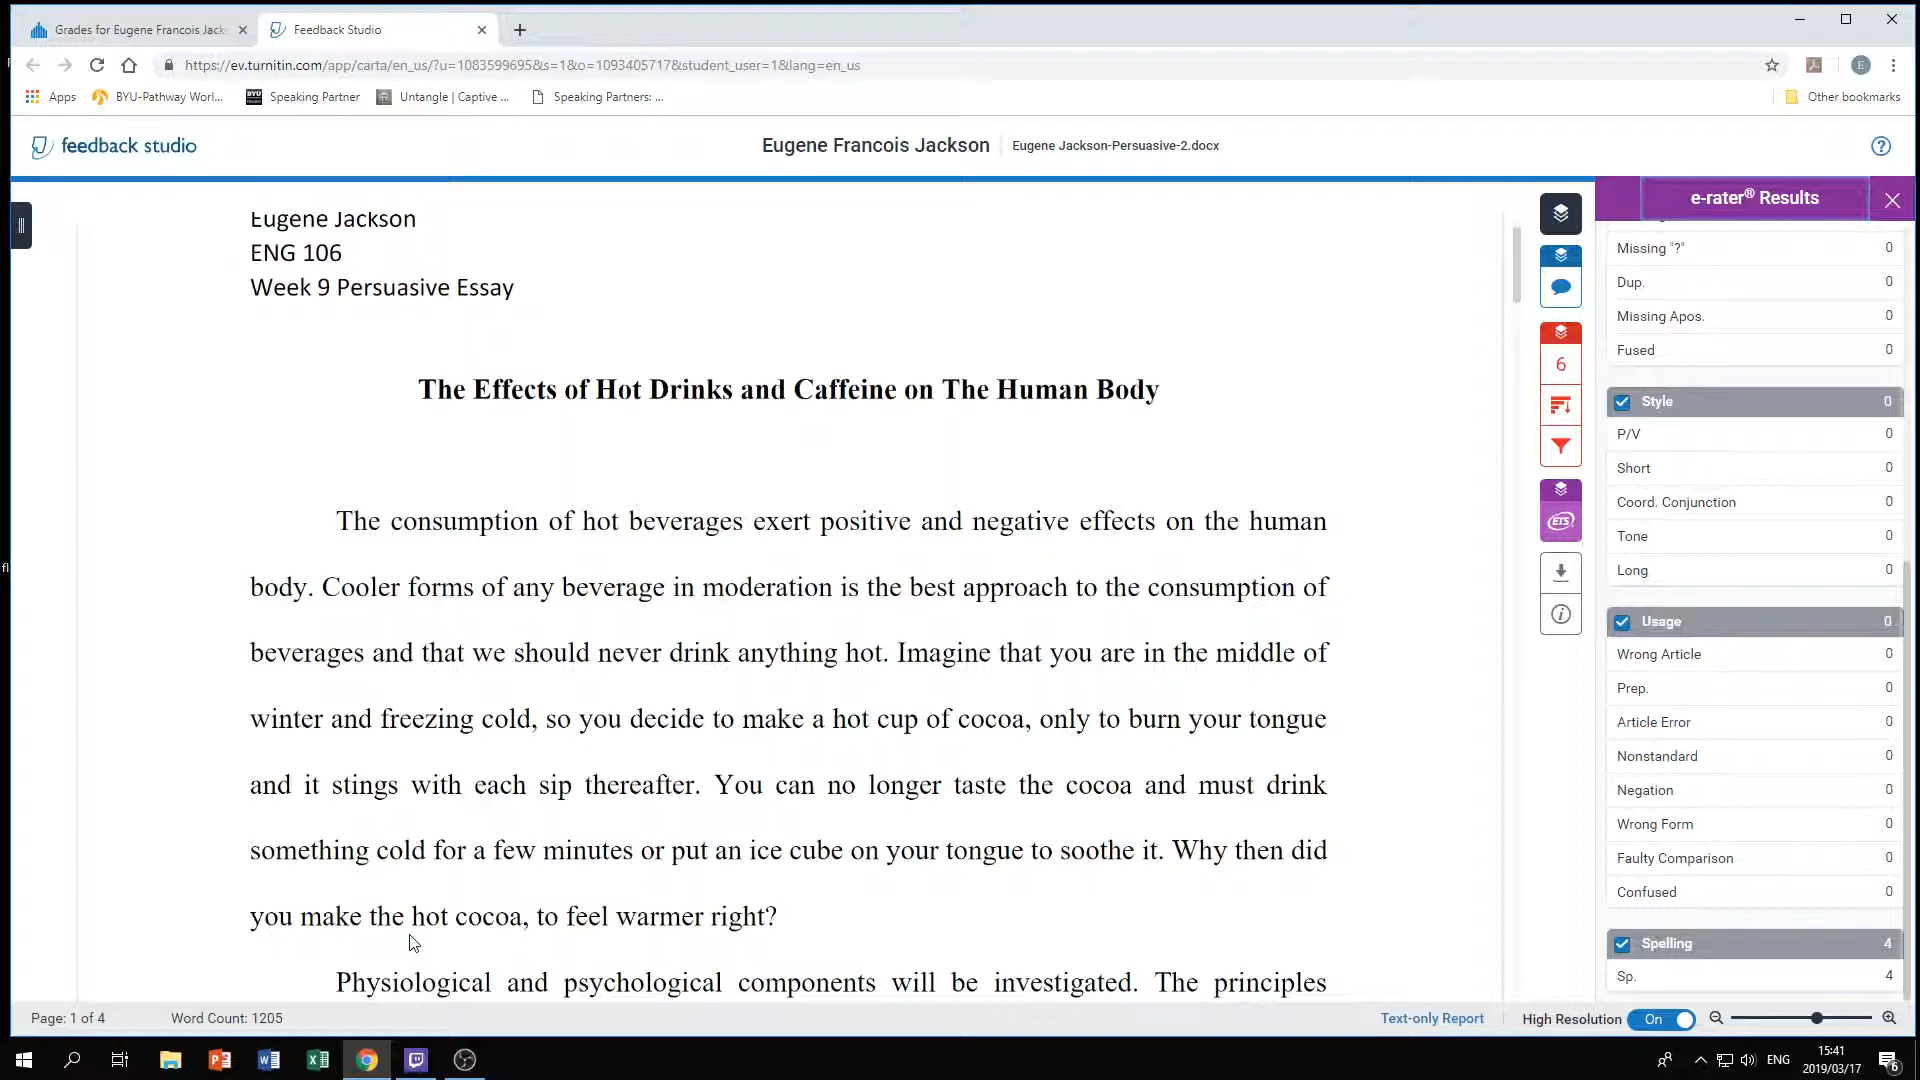 Grades for Eugene Francois Jack
Feedback Studio
https://ev.turnitin.com/app/carta/en_us/?u=1083599695&s=1&o=1093405717&student_user=1&lang=en_us
E
Apps
BYU-Pathway Worl...
BYU
Speaking Partner
Untangle | Captive ...
Speaking Partners: ...
Other bookmarks
feedback studio
Eugene Francois Jackson
Eugene Jackson-Persuasive-2.docx
?
Eugene Jackson
ENG 106
Week 9 Persuasive Essay
The Effects of Hot Drinks and Caffeine on The Human Body
The consumption of hot beverages exert positive and negative effects on the human
body. Cooler forms of any beverage in moderation is the best approach to the consumption of
beverages and that we should never drink anything hot. Imagine that you are in the middle of
winter and freezing cold, so you decide to make a hot cup of cocoa, only to burn your tongue
and it stings with each sip thereafter. You can no longer taste the cocoa and must drink
something cold for a few minutes or put an ice cube on your tongue to soothe it. Why then did
you make the hot cocoa, to feel warmer right?
Physiological and psychological components will be investigated. The principles
6
ETS
e-rater® Results
Missing "?" 0
Dup. 0
Missing Apos. 0
Fused 0
Style 0
P/V 0
Short 0
Coord. Conjunction 0
Tone 0
Long 0
Usage 0
Wrong Article 0
Prep. 0
Article Error 0
Nonstandard 0
Negation 0
Wrong Form 0
Faulty Comparison 0
Confused 0
Spelling 4
Sp. 4
Page: 1 of 4
Word Count: 1205
Text-only Report
High Resolution
On
fl
ENG
15:41
2019/03/17
6